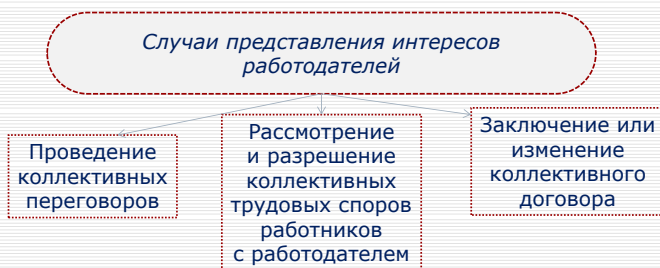 Случаи представления интересов
работодателей
Проведение
коллективных
переговоров
Рассмотрение
и разрешение
коллективных
трудовых споров
работников
с работодателем
Заключение или
изменение
коллективного
договора